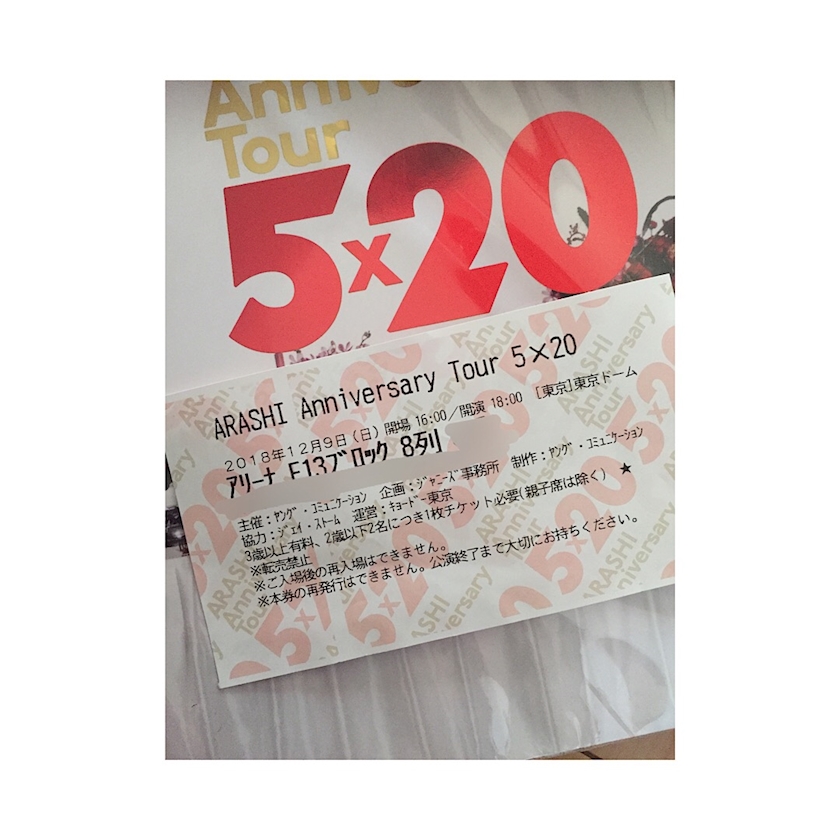 Annive
Tour
5x20
ARASHI Anniversary Tour 5×20
2018年12月9日(日) 開場 16:00/開演 18:00 [東京]東京ドーム
アリーナ E13ブロック 8列
主催:ヤング・コミュニケーション 企画:ジャニーズ事務所 制作:ヤング・コミュニケーション
協力:ジェイ・ストーム 運営:キョードー東京
3歳以上有料、2歳以下2名につき1枚チケット必要(親子席は除く) ★
※転売禁止
※ご入場後の再入場はできません。
※本券の再発行はできません。公演終了まで大切にお持ちください。